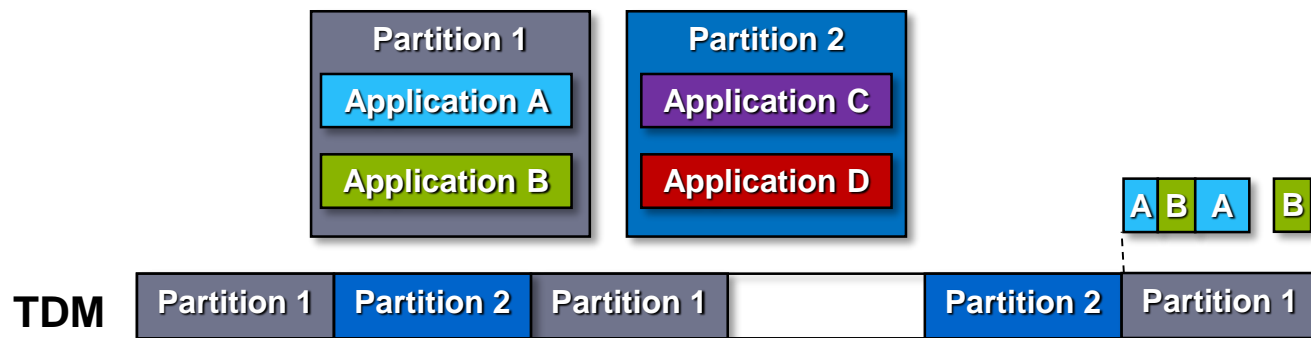 Partition 1
Application A
Application B
Partition 2
Application C
Application D
A B A B
TDM Partition 1 Partition 2 Partition 1 Partition 2 Partition 1